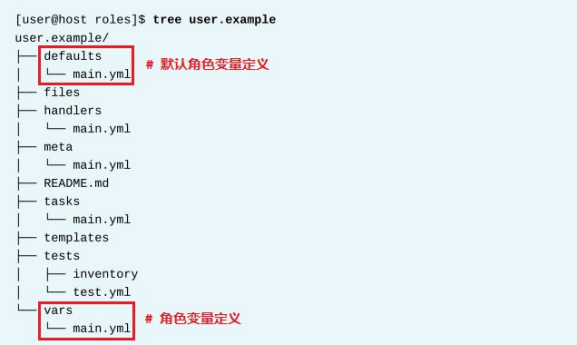 [user@host roles]$ tree user.example
user.example/
├── defaults
│   └── main.yml # 默认角色变量定义
├── files
├── handlers
│   └── main.yml
├── meta
│   └── main.yml
├── README.md
├── tasks
│   └── main.yml
├── templates
├── tests
│   ├── inventory
│   └── test.yml
└── vars
    └── main.yml # 角色变量定义